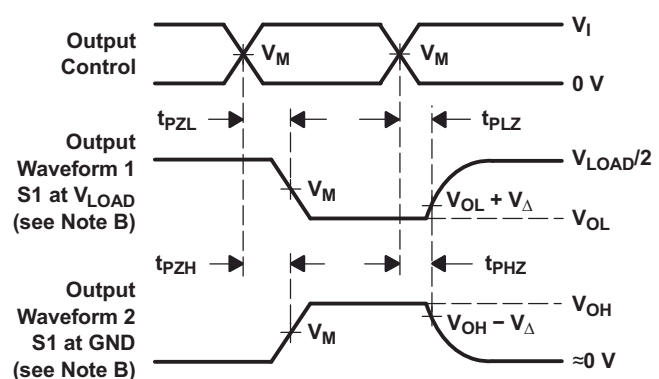 Output
Control
V_M
V_M
V_I
0 V
t_PZL
t_PLZ
Output
Waveform 1
S1 at V_LOAD
(see Note B)
V_M
V_LOAD/2
V_OL + V_Δ
V_OL
t_PZH
t_PHZ
Output
Waveform 2
S1 at GND
(see Note B)
V_M
V_OH
V_OH − V_Δ
≈0 V